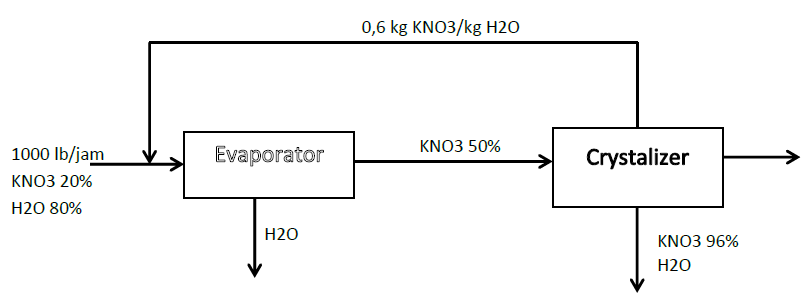 0,6 kg KNO3/kg H2O
1000 lb/jam
KNO3 20%
H2O 80%
Evaporator
KNO3 50%
Crystalizer
H2O
KNO3 96%
H2O